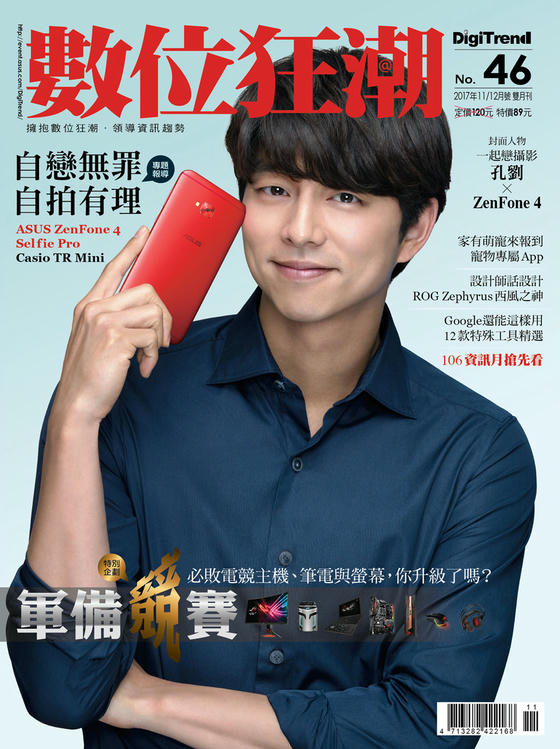 http://event.asus.com/DigiTrend/
數位狂潮
@
擁抱數位狂潮．領導資訊趨勢
DigiTrend
No. 46
2017年11/12月號 雙月刊
定價120元 特價89元
自戀無罪
自拍有理
專題
報導
ASUS ZenFone 4
Selfie Pro
Casio TR Mini
ASUS
封面人物
一起戀攝影
孔劉
×
ZenFone 4
家有萌寵來報到
寵物專屬App
設計師話設計
ROG Zephyrus 西風之神
Google還能這樣用
12款特殊工具精選
106資訊月搶先看
特別
企劃
必敗電競主機、筆電與螢幕，你升級了嗎？
軍備競賽
11
4 713282 422168